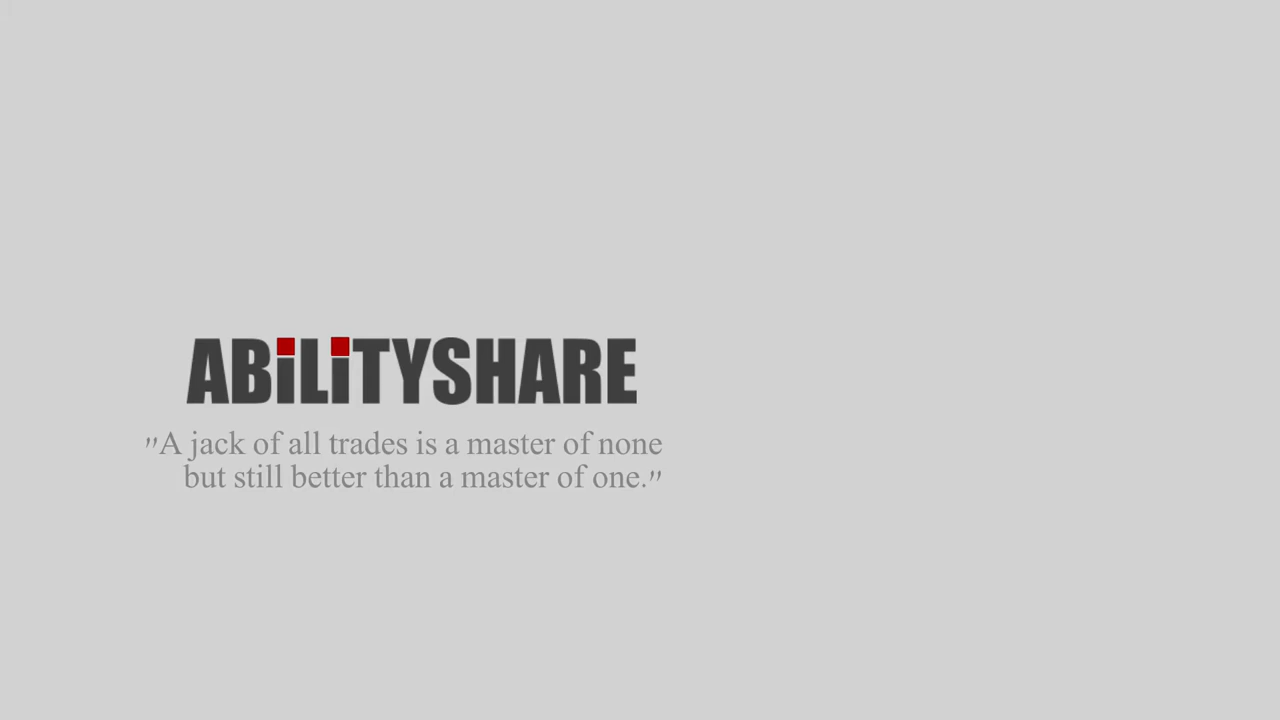 ABiLiTYSHARE
"A jack of all trades is a master of none
but still better than a master of one."